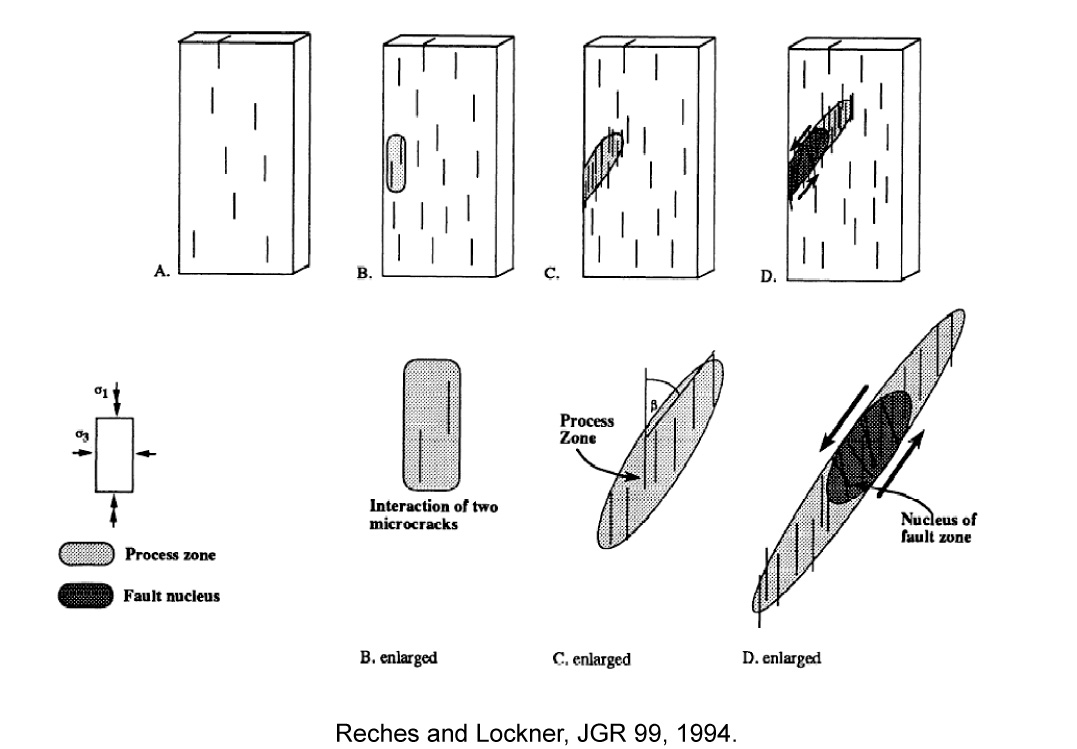 A.
B.
C.
D.
σ1
σ3
Process zone
Fault nucleus
Interaction of two
microcracks
Process
Zone
β
Nucleus of
fault zone
B. enlarged
C. enlarged
D. enlarged
Reches and Lockner, JGR 99, 1994.